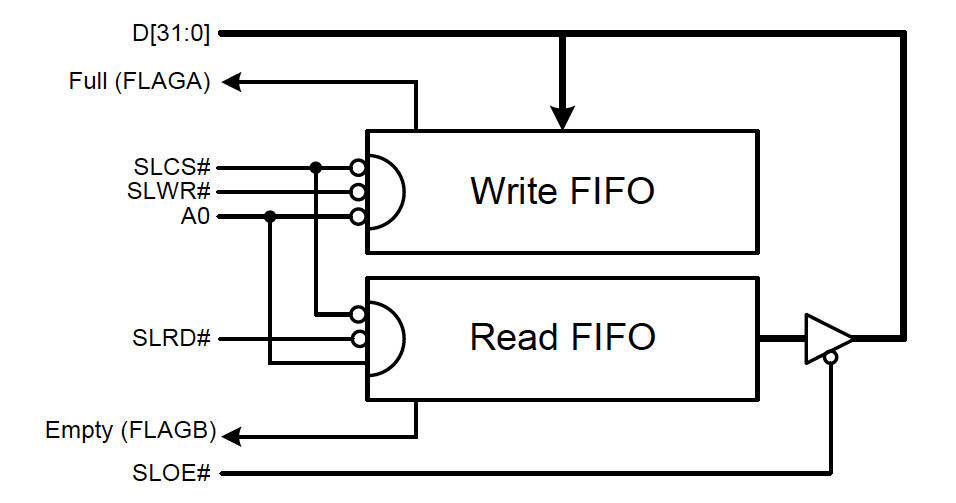 D[31:0]
Full (FLAGA)
SLCS#
SLWR#
A0
Write FIFO
SLRD#
Read FIFO
Empty (FLAGB)
SLOE#